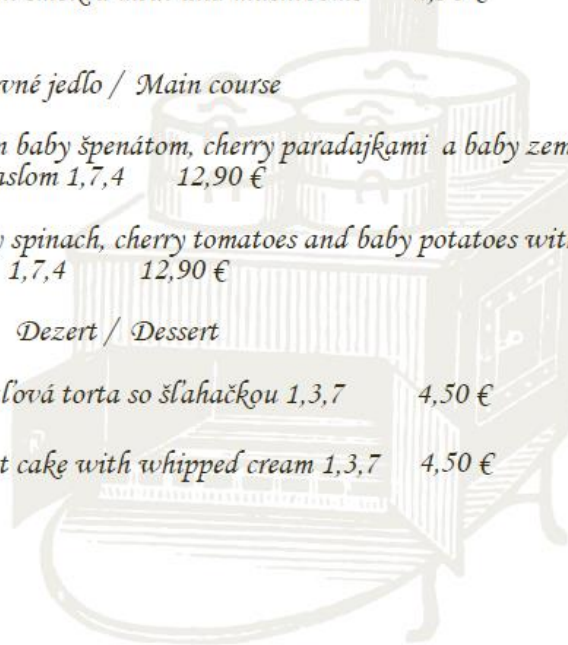 vné jedlo / Main course
baby špenátom, cherry paradajkami a baby zem
aslom 1,7,4 12,90 €
spinach, cherry tomatoes and baby potatoes with
1,7,4 12,90 €
Dezert / Dessert
ľová torta so šľahačkou 1,3,7 4,50 €
t cake with whipped cream 1,3,7 4,50 €